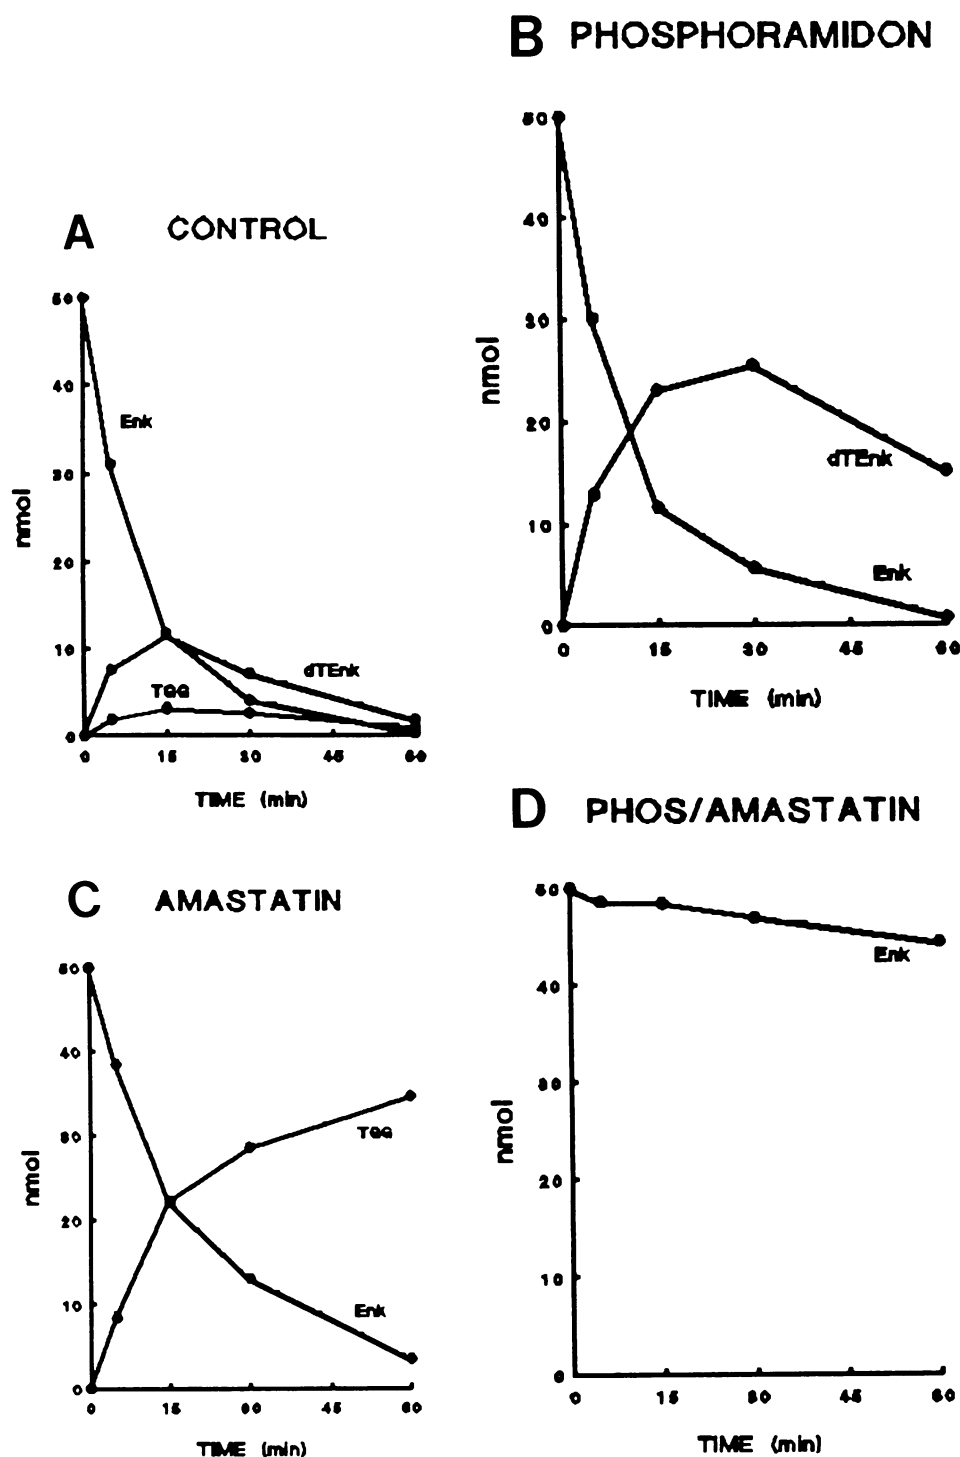 A CONTROL
50
40
30
20
10
0
nmol
Enk
dTEnk
TGG
0 15 30 45 60
TIME (min)
B PHOSPHORAMIDON
50
40
30
20
10
0
nmol
dTEnk
Enk
0 15 30 45 60
TIME (min)
C AMASTATIN
50
40
30
20
10
0
nmol
TGG
Enk
0 15 30 45 60
TIME (min)
D PHOS/AMASTATIN
50
40
30
20
10
0
nmol
Enk
0 15 30 45 60
TIME (min)